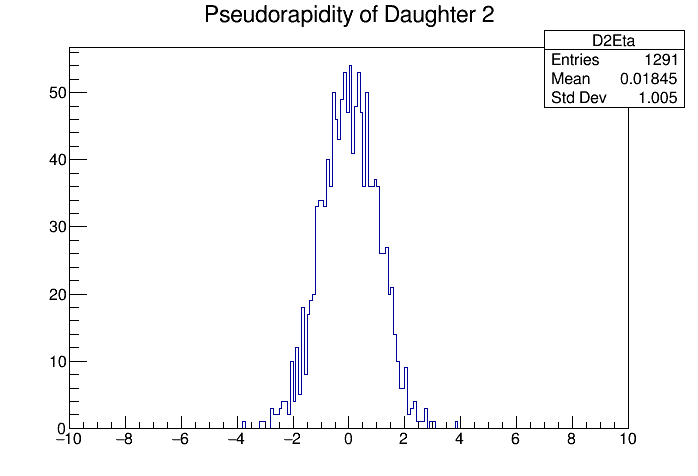 Pseudorapidity of Daughter 2
D2Eta
Entries 1291
Mean 0.01845
Std Dev 1.005
50
40
30
20
10
0
−10 −8 −6 −4 −2 0 2 4 6 8 10